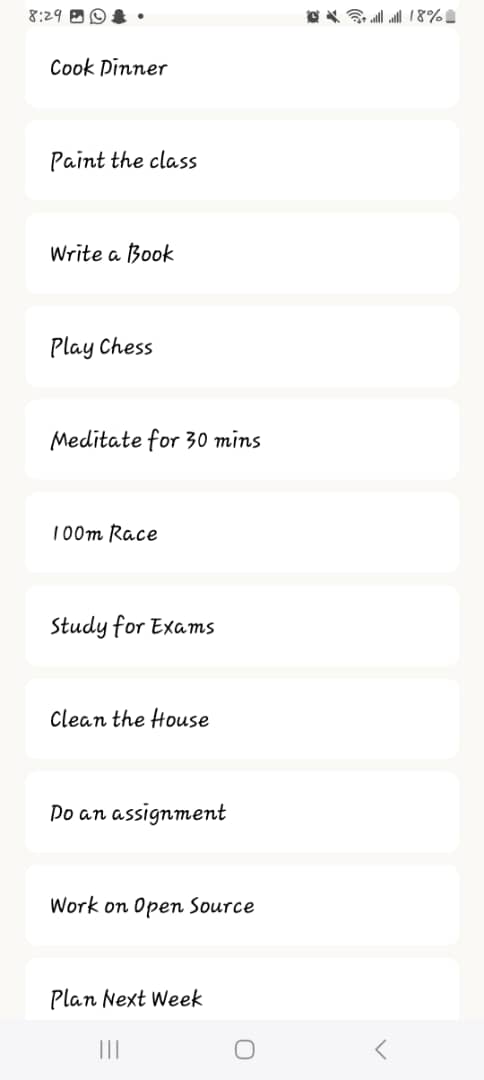 8:29
18%
Cook Dinner
Paint the class
Write a Book
Play Chess
Meditate for 30 mins
100m Race
Study for Exams
Clean the House
Do an assignment
Work on Open Source
Plan Next Week